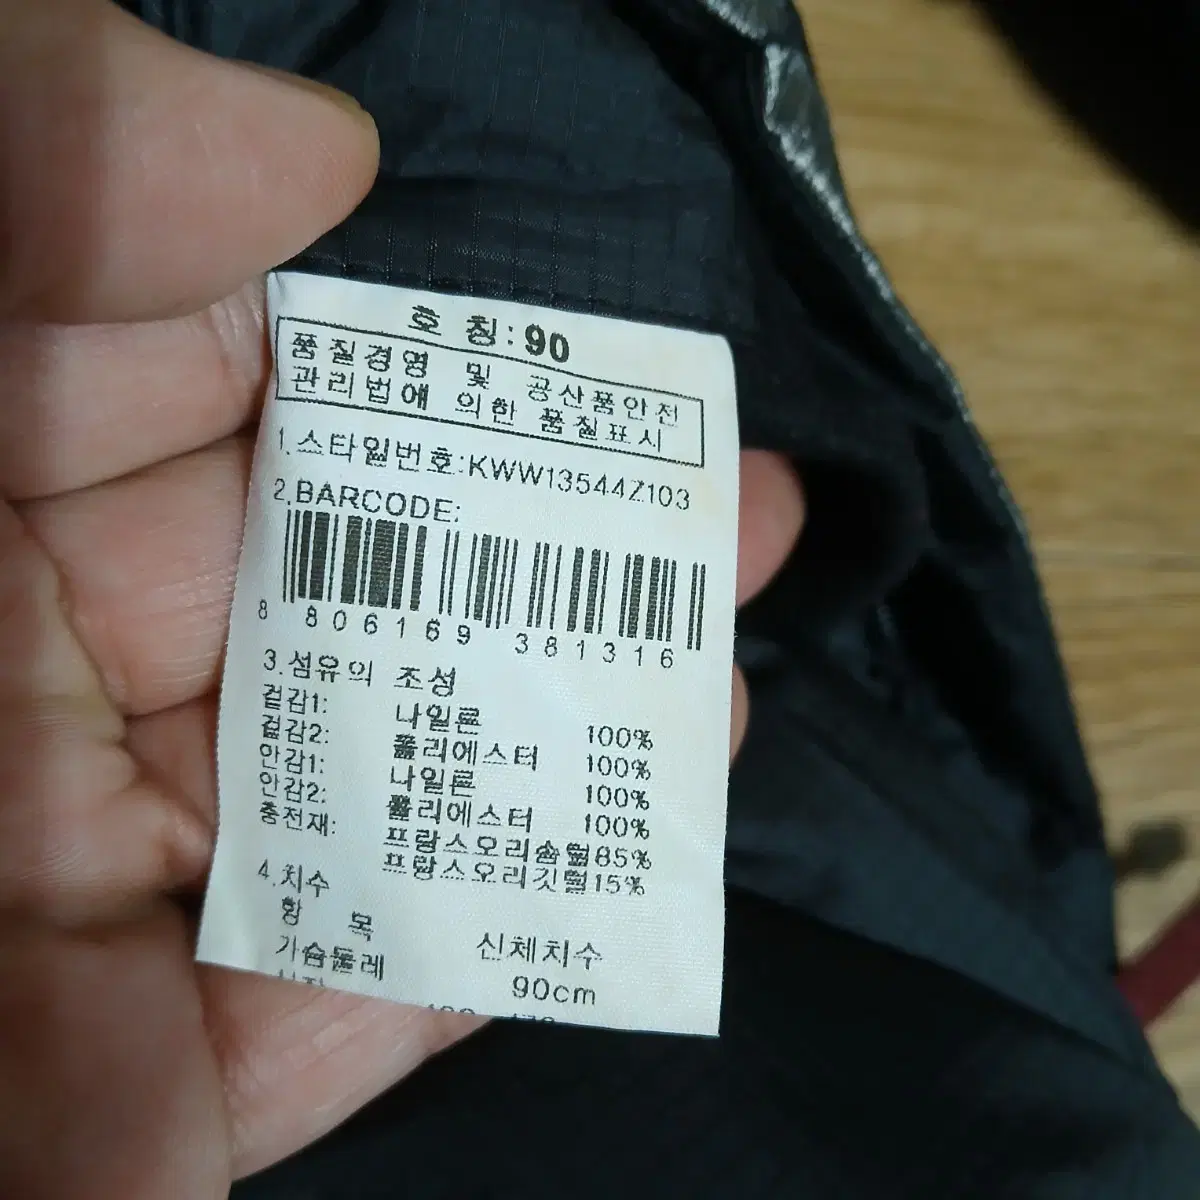 호 칭: 90
품질경영 및 공산품안전
관리법에 의한 품질표시
1.스타일번호:KWW13544Z103
2.BARCODE:
8 806169 381316
3.섬유의 조성
겉감1: 나일론 100%
겉감2: 폴리에스터 100%
안감1: 나일론 100%
안감2: 폴리에스터 100%
충전재: 프랑스오리솜털85%
프랑스오리깃털15%
4.치수
항 목 신체치수
가슴둘레 90cm